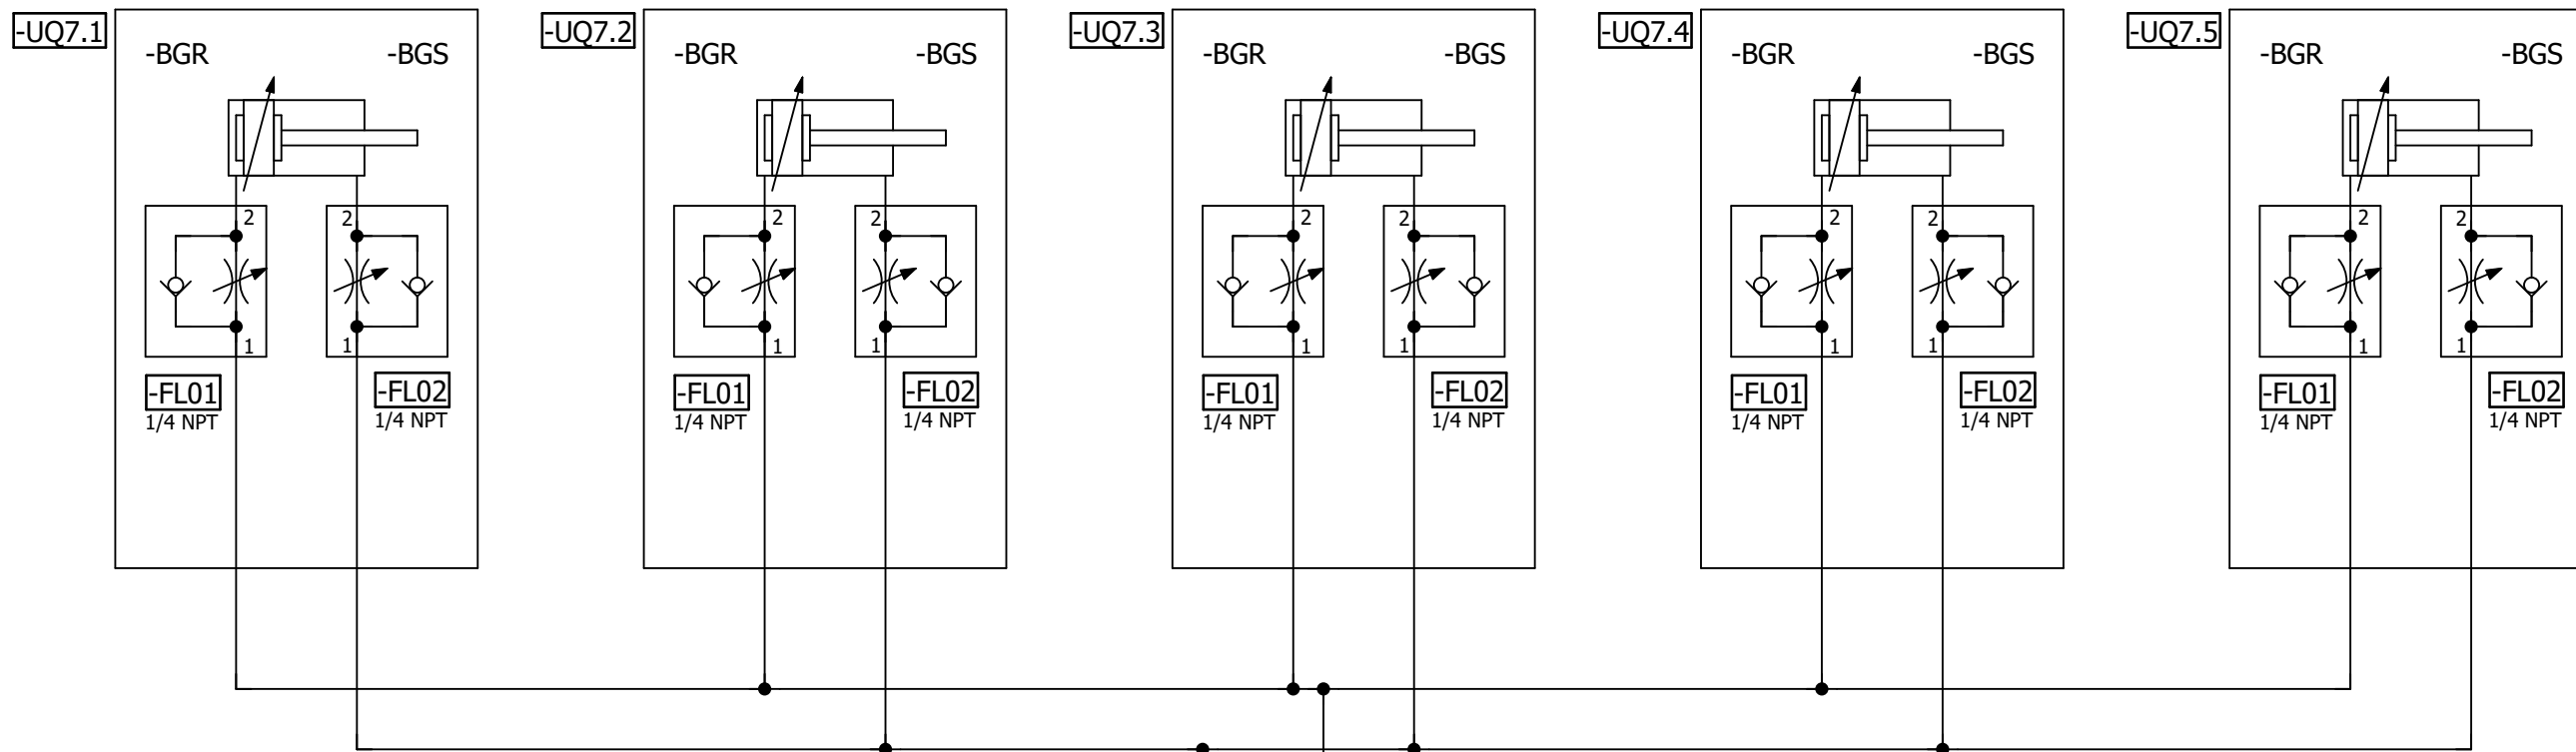 -UQ7.1
-BGR
-BGS
2
2
1
1
-FL01
1/4 NPT
-FL02
1/4 NPT
-UQ7.2
-BGR
-BGS
2
2
1
1
-FL01
1/4 NPT
-FL02
1/4 NPT
-UQ7.3
-BGR
-BGS
2
2
1
1
-FL01
1/4 NPT
-FL02
1/4 NPT
-UQ7.4
-BGR
-BGS
2
2
1
1
-FL01
1/4 NPT
-FL02
1/4 NPT
-UQ7.5
-BGR
-BGS
2
2
1
1
-FL01
1/4 NPT
-FL02
1/4 NPT